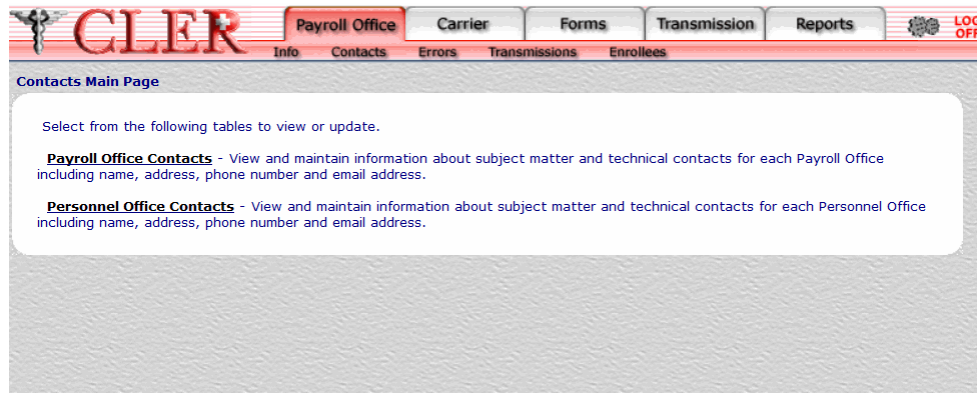 CLER
Payroll Office Carrier Forms Transmission Reports LOG
OFF
Info Contacts Errors Transmissions Enrollees
Contacts Main Page
Select from the following tables to view or update.
Payroll Office Contacts - View and maintain information about subject matter and technical contacts for each Payroll Office
including name, address, phone number and email address.
Personnel Office Contacts - View and maintain information about subject matter and technical contacts for each Personnel Office
including name, address, phone number and email address.